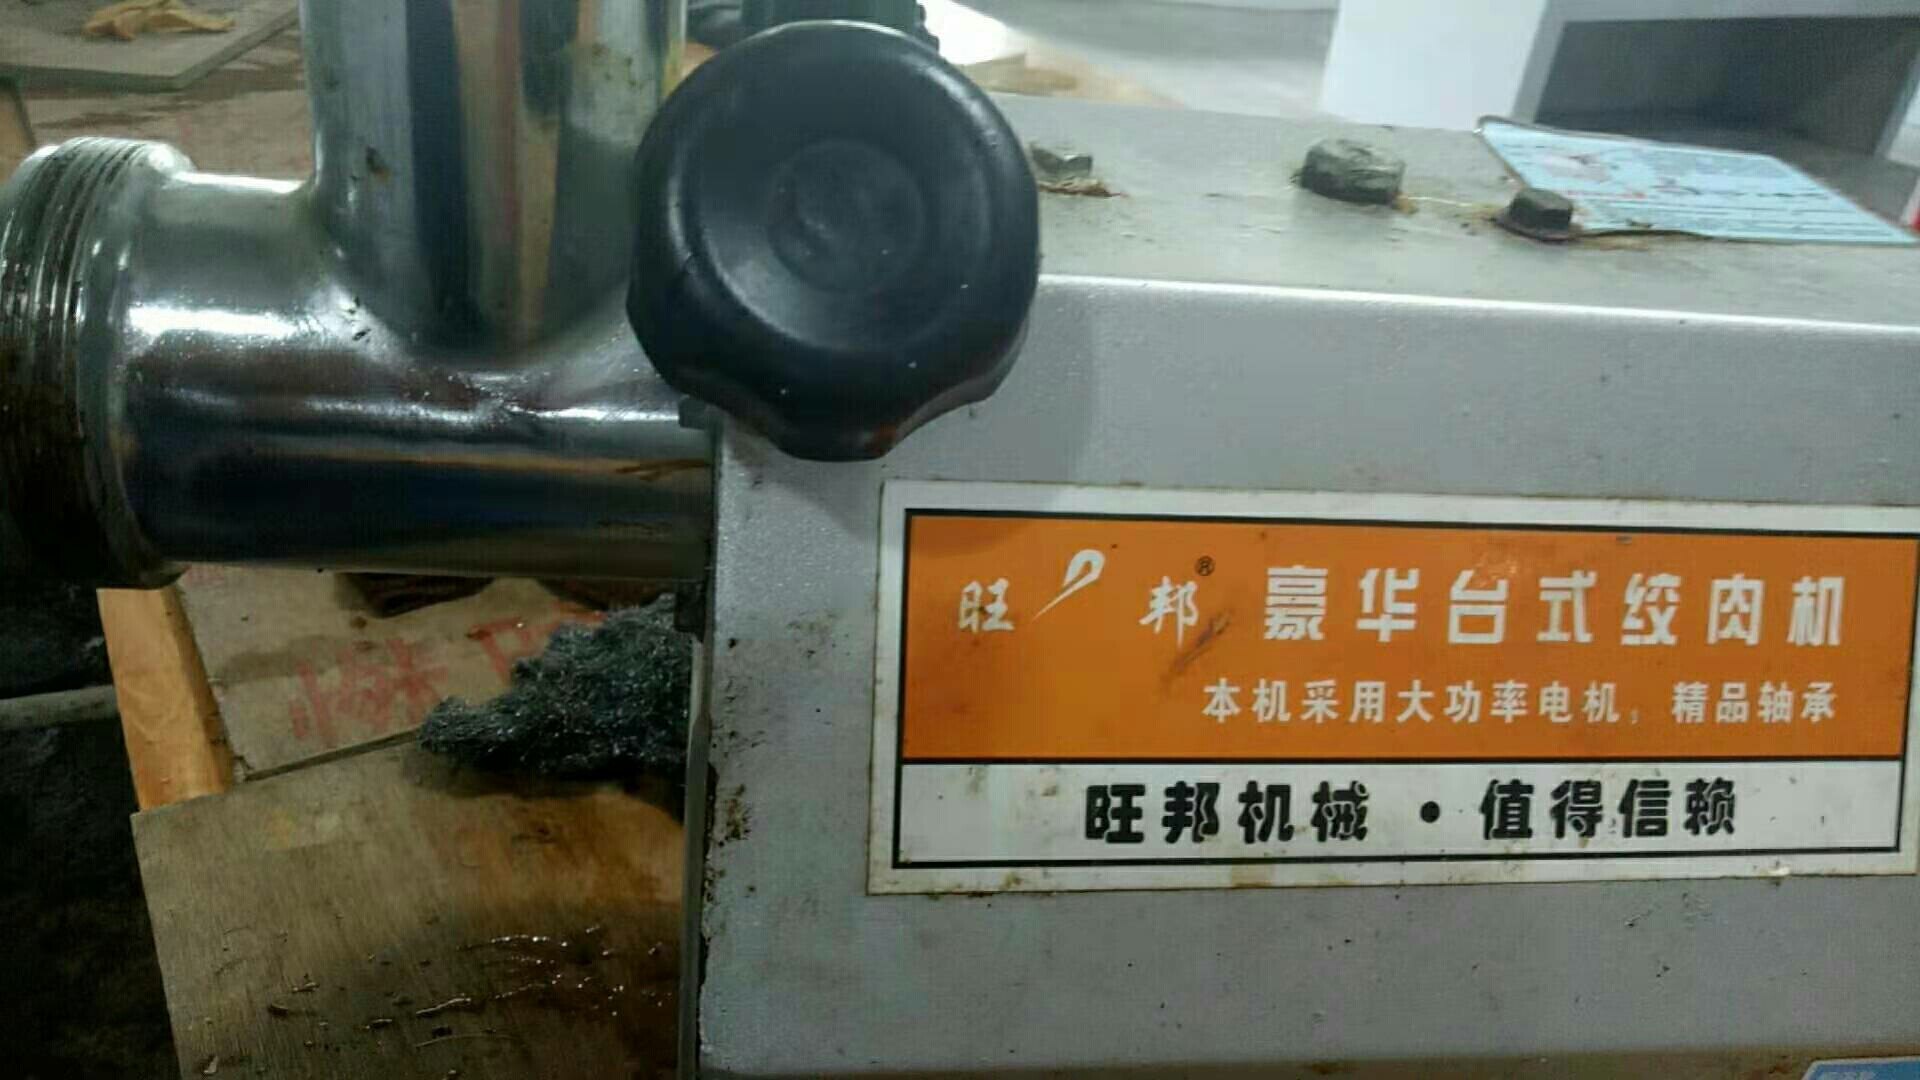 旺邦® 豪华台式绞肉机
本机采用大功率电机，精品轴承
旺邦机械·值得信赖